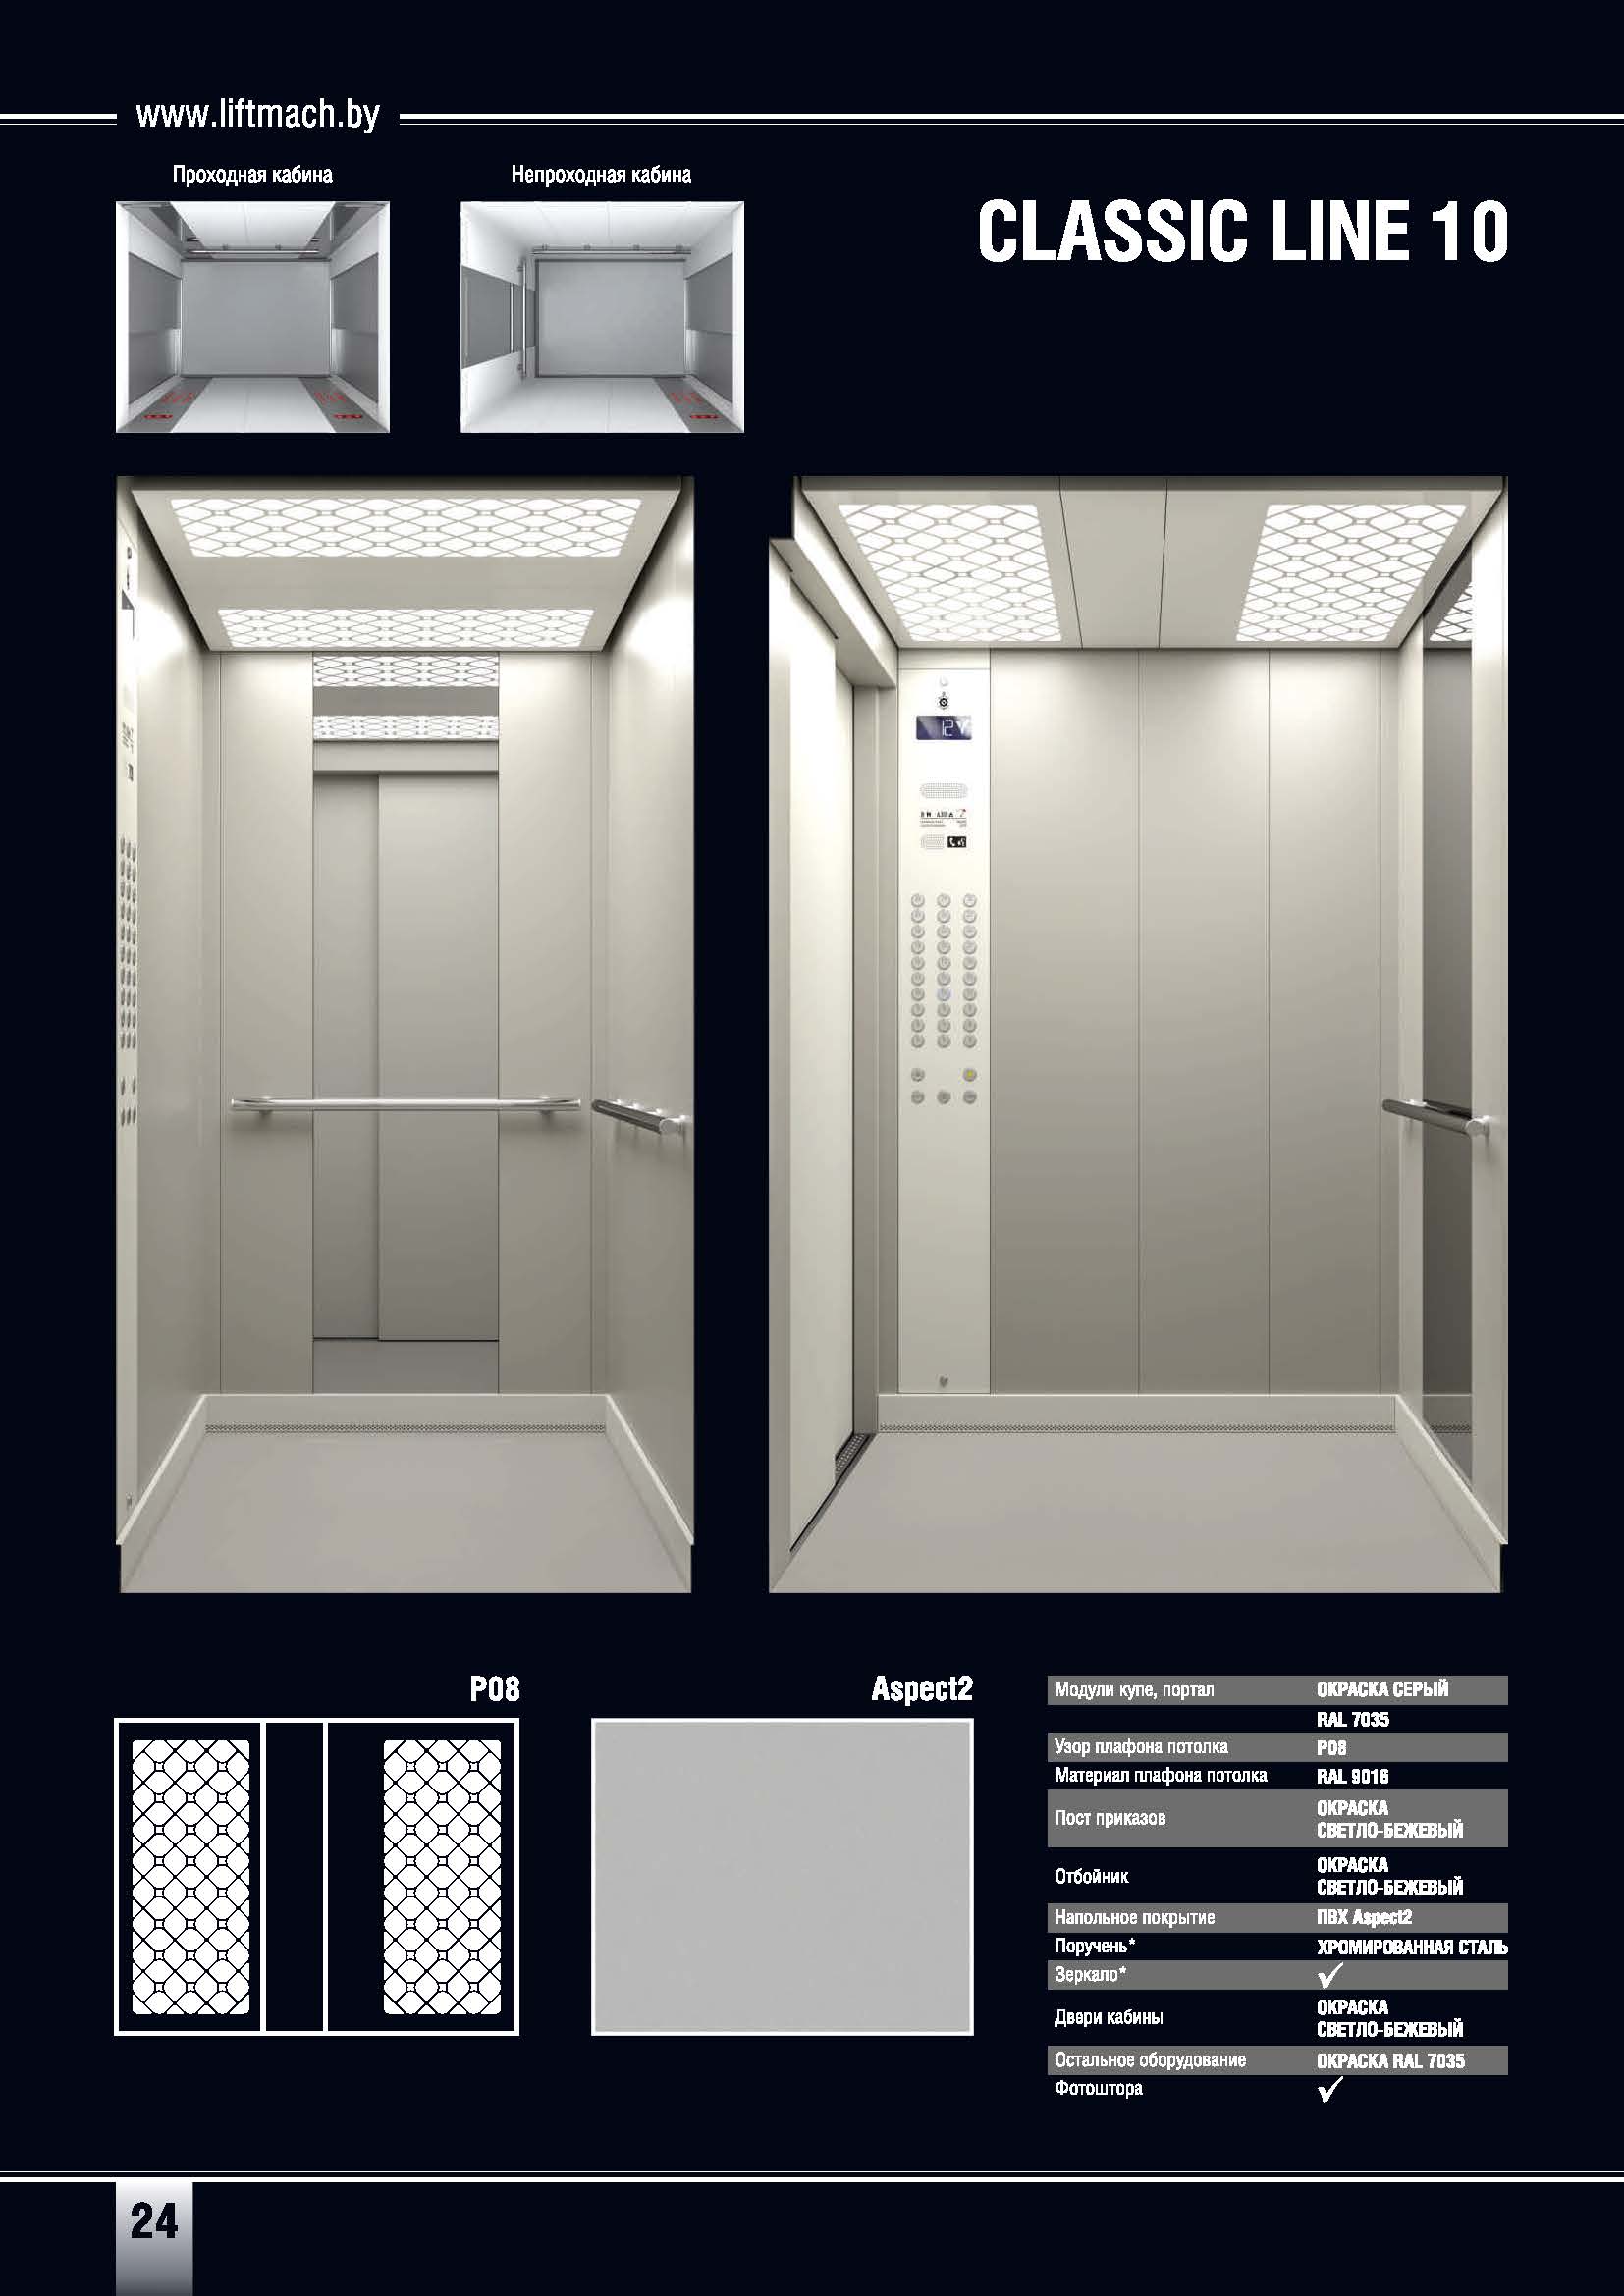 www.liftmach.by
Проходная кабина
Непроходная кабина
CLASSIC LINE 10
12
P08
Aspect2
Модули купе, портал ОКРАСКА СЕРЫЙ
RAL 7035
Узор плафона потолка P08
Материал плафона потолка RAL 9016
Пост приказов ОКРАСКА
СВЕТЛО-БЕЖЕВЫЙ
Отбойник ОКРАСКА
СВЕТЛО-БЕЖЕВЫЙ
Напольное покрытие ПВХ Aspect2
Поручень* ХРОМИРОВАННАЯ СТАЛЬ
Зеркало* ✓
Двери кабины ОКРАСКА
СВЕТЛО-БЕЖЕВЫЙ
Остальное оборудование ОКРАСКА RAL 7035
Фотоштора ✓
24